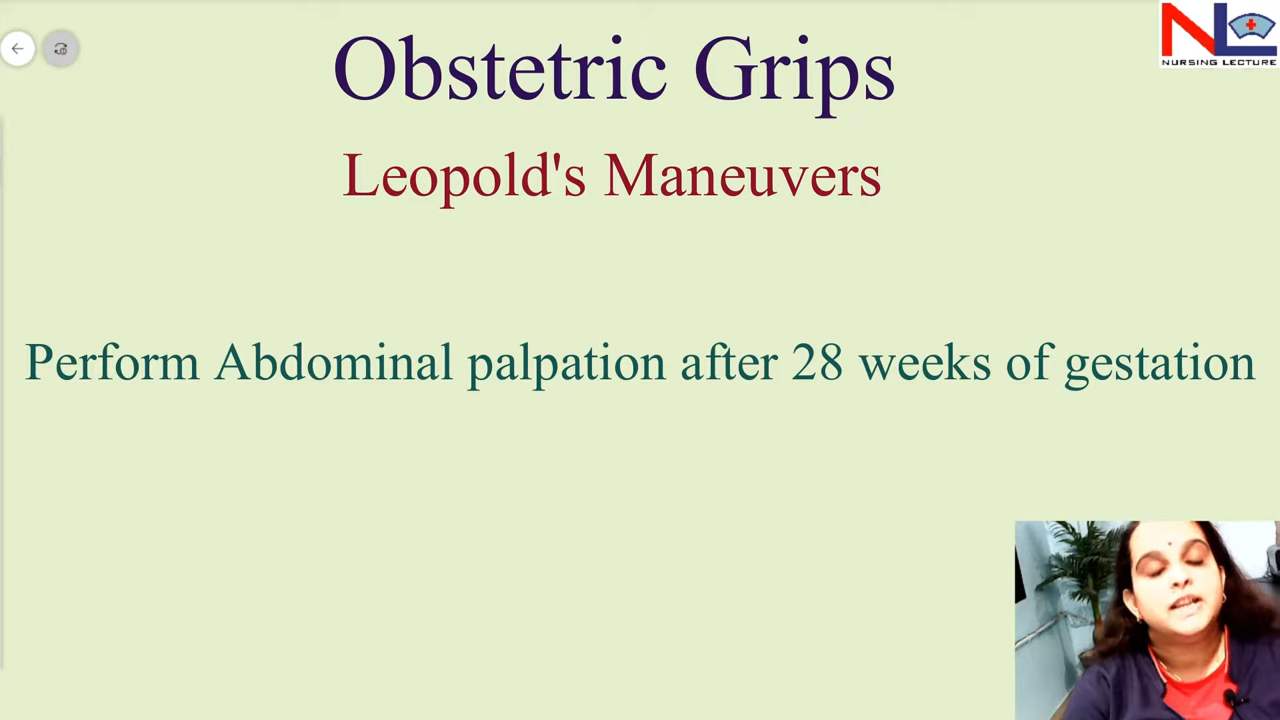 Obstetric Grips
NL
NURSING LECTURE
Leopold's Maneuvers
Perform Abdominal palpation after 28 weeks of gestation